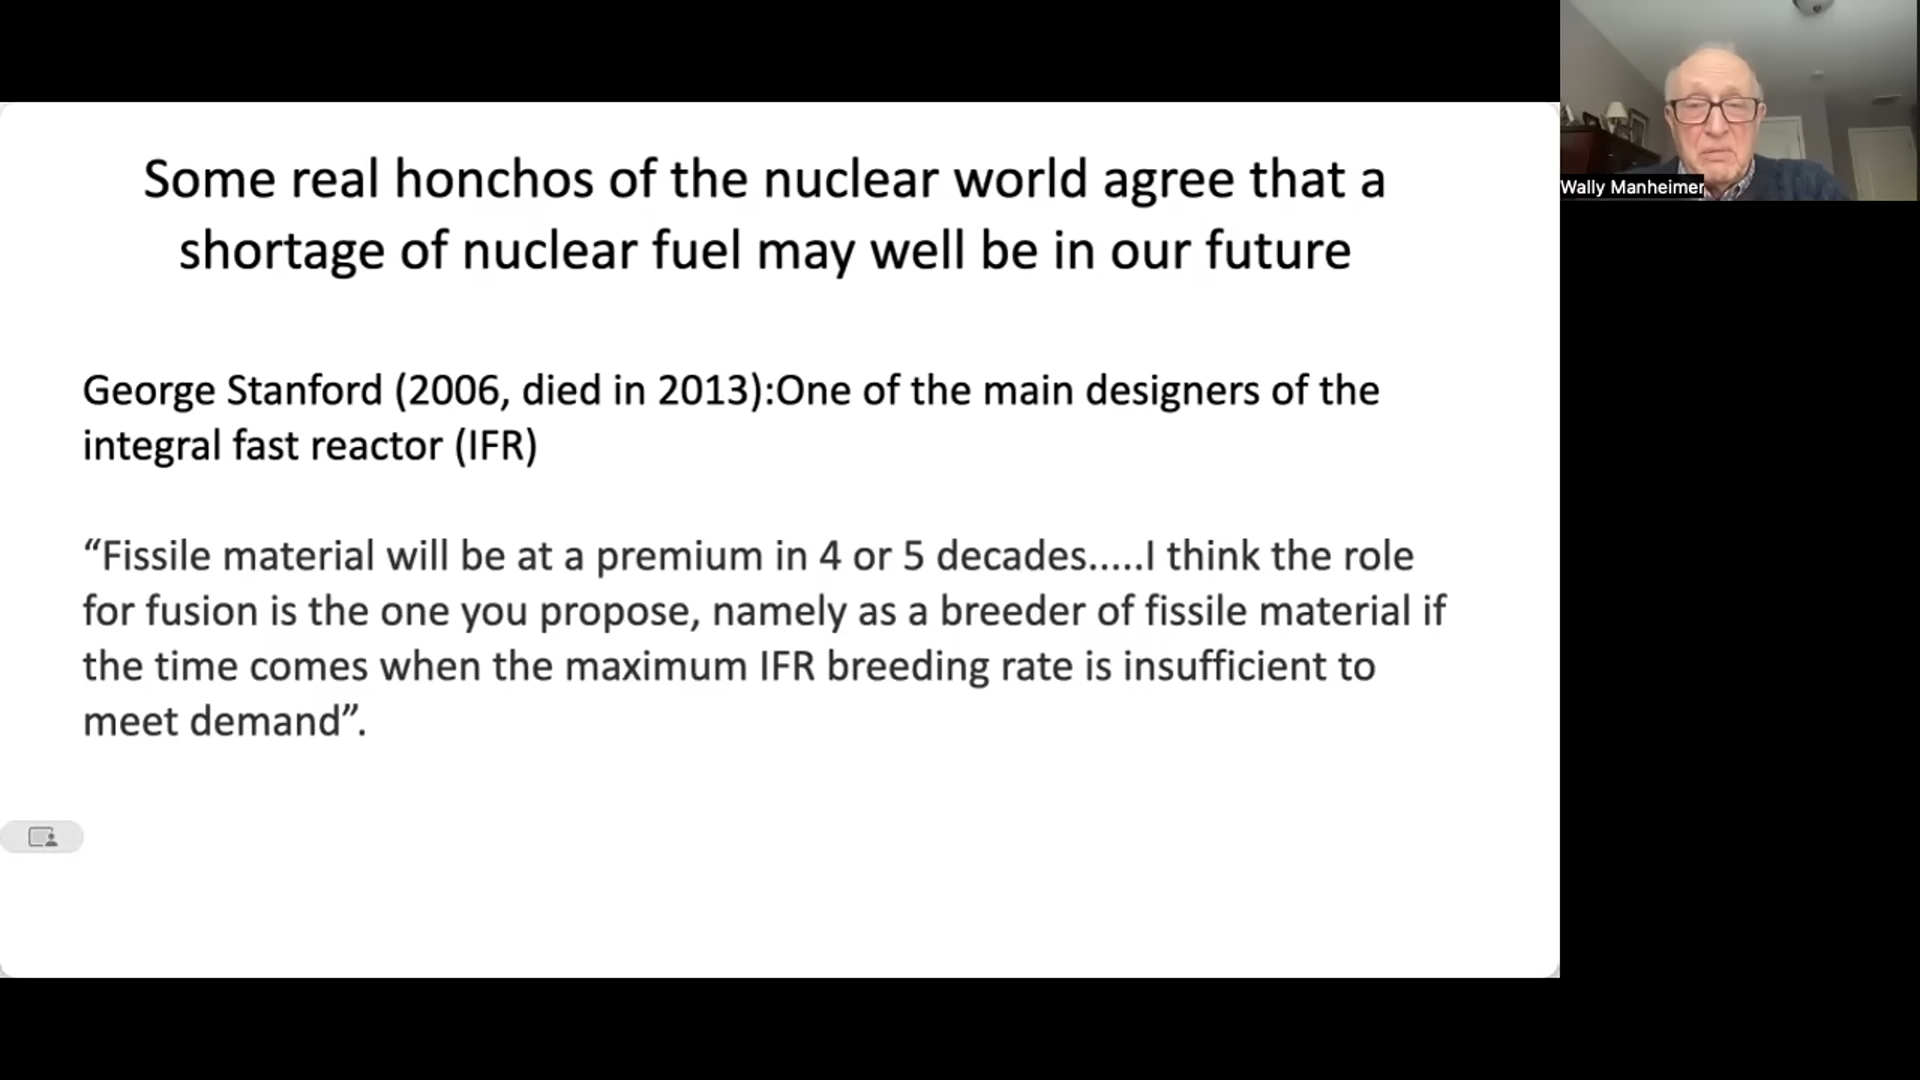 Some real honchos of the nuclear world agree that a
shortage of nuclear fuel may well be in our future
George Stanford (2006, died in 2013):One of the main designers of the
integral fast reactor (IFR)
“Fissile material will be at a premium in 4 or 5 decades.....I think the role
for fusion is the one you propose, namely as a breeder of fissile material if
the time comes when the maximum IFR breeding rate is insufficient to
meet demand”.
Wally Manheimer